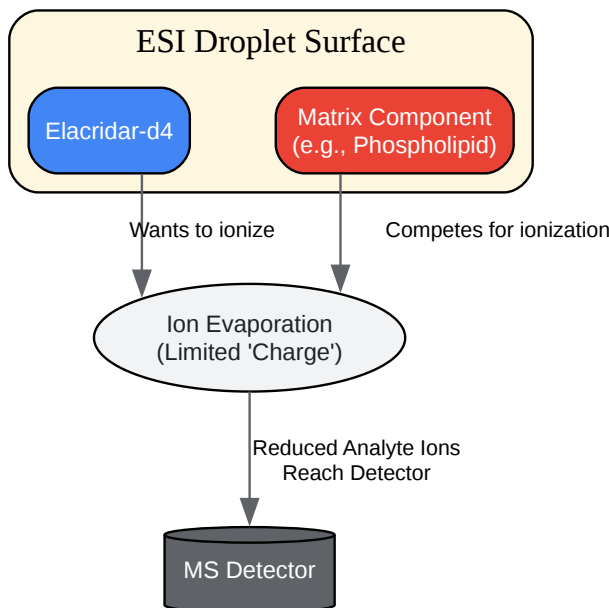 ESI Droplet Surface
Elacridar-d4
Matrix Component
(e.g., Phospholipid)
Wants to ionize
Competes for ionization
Ion Evaporation
(Limited 'Charge')
Reduced Analyte Ions
Reach Detector
MS Detector